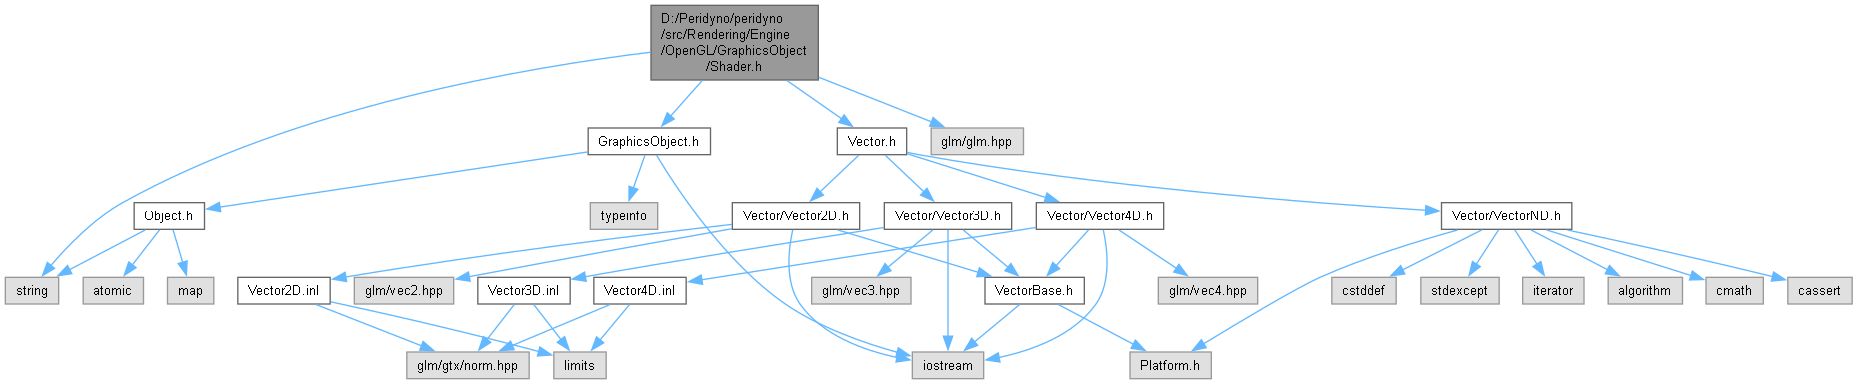 D:/Peridyno/peridyno
/src/Rendering/Engine
/OpenGL/GraphicsObject
/Shader.h
GraphicsObject.h
Vector.h
glm/glm.hpp
Object.h
typeinfo
Vector/Vector2D.h
Vector/Vector3D.h
Vector/Vector4D.h
Vector/VectorND.h
string
atomic
map
Vector2D.inl
glm/vec2.hpp
Vector3D.inl
Vector4D.inl
glm/vec3.hpp
VectorBase.h
glm/vec4.hpp
cstddef
stdexcept
iterator
algorithm
cmath
cassert
glm/gtx/norm.hpp
limits
iostream
Platform.h